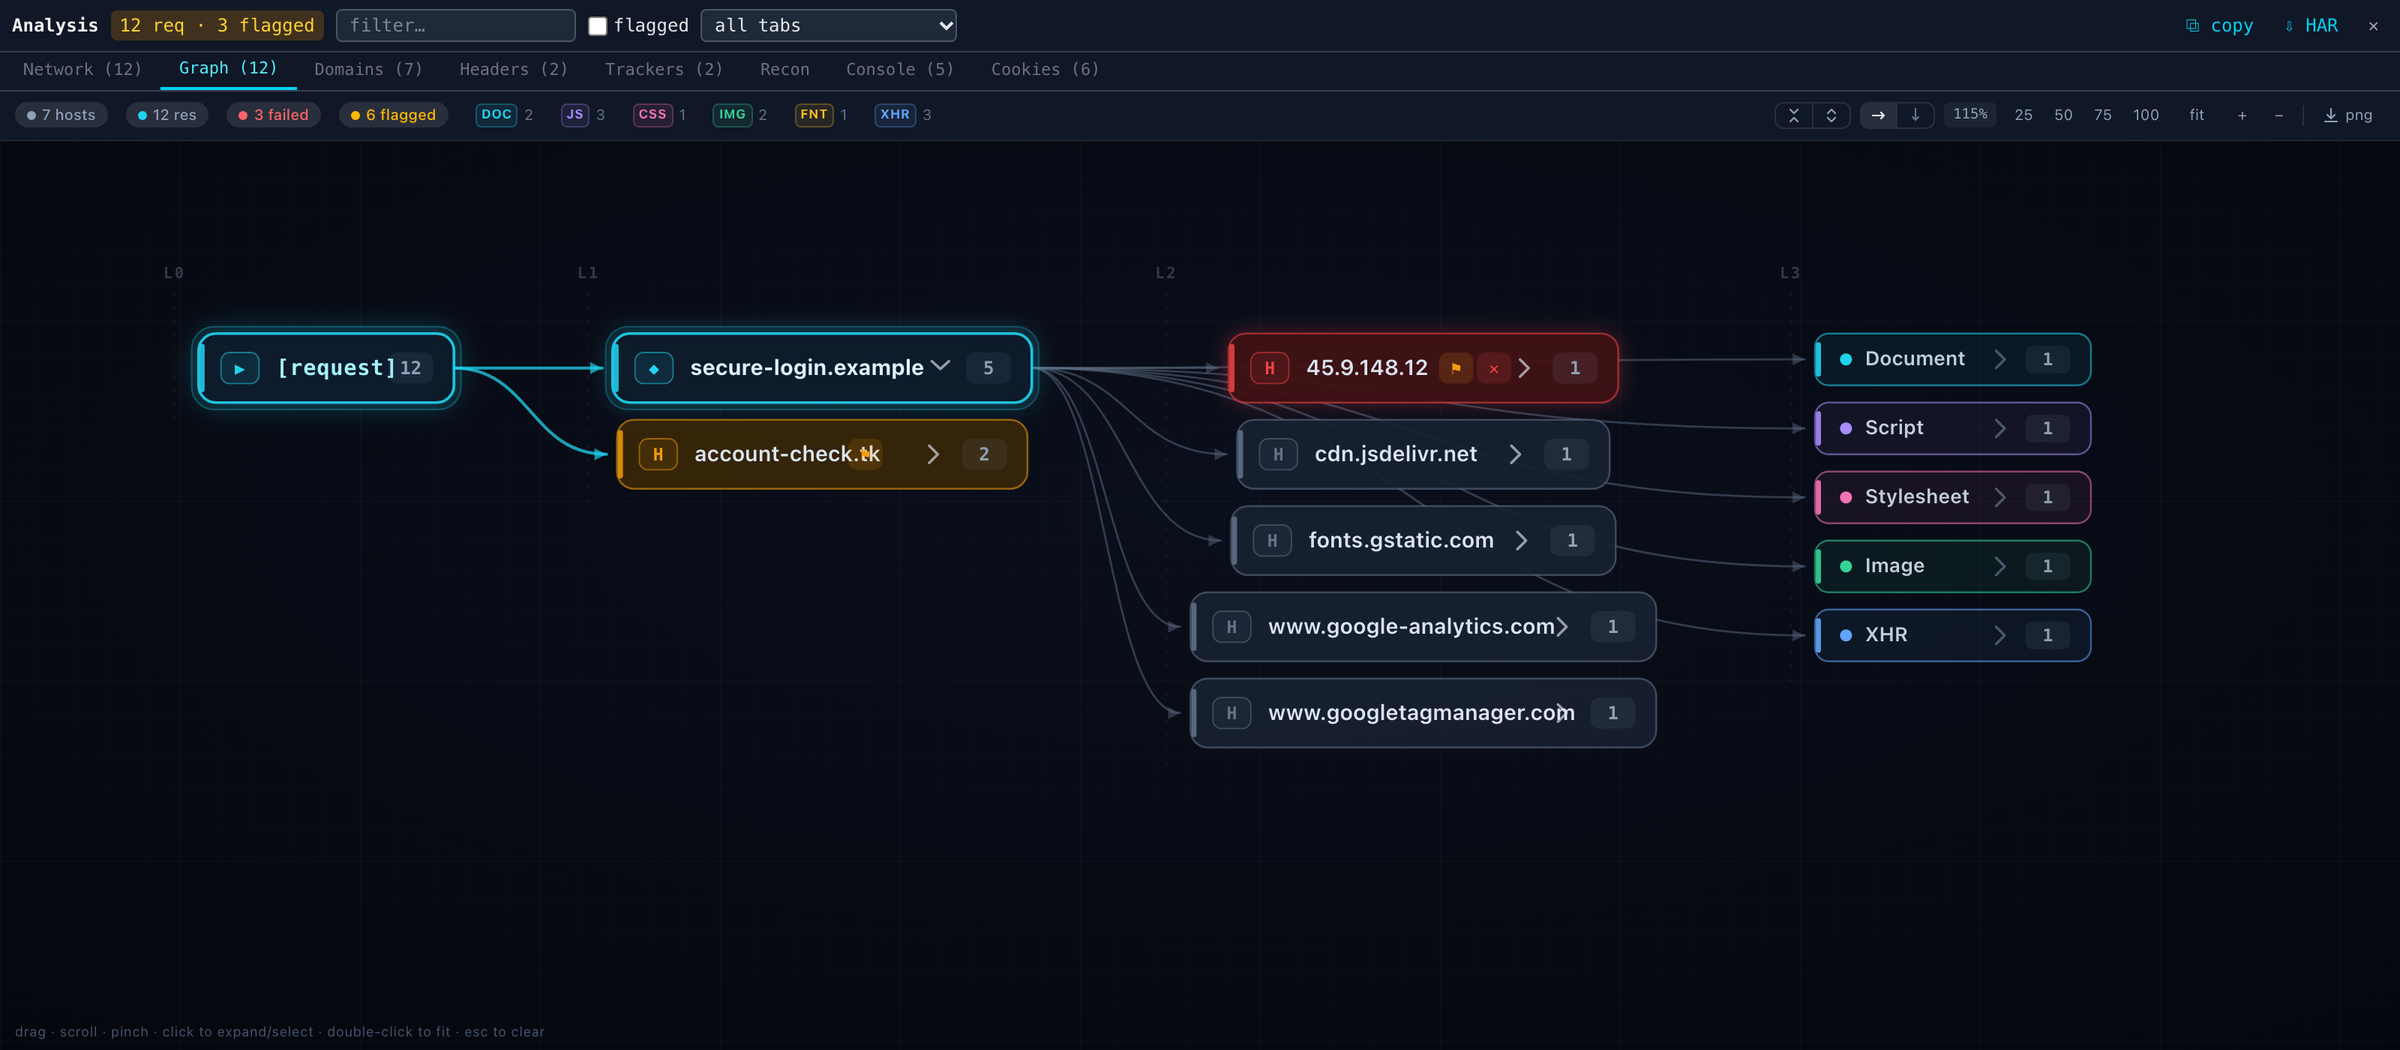 Analysis 12 req · 3 flagged filter… flagged all tabs copy HAR ×
Network (12) Graph (12) Domains (7) Headers (2) Trackers (2) Recon Console (5) Cookies (6)
7 hosts 12 res 3 failed 6 flagged DOC 2 JS 3 CSS 1 IMG 2 FNT 1 XHR 3 115% 25 50 75 100 fit + − png
L0 L1 L2 L3
[request] 12
secure-login.example 5
H account-check.tk 2
H 45.9.148.12 × 1
H cdn.jsdelivr.net 1
H fonts.gstatic.com 1
H www.google-analytics.com 1
H www.googletagmanager.com 1
Document 1
Script 1
Stylesheet 1
Image 1
XHR 1
drag · scroll · pinch · click to expand/select · double-click to fit · esc to clear